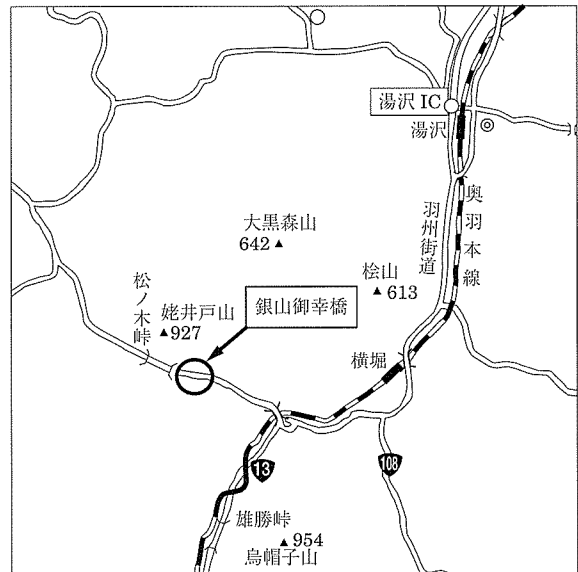 湯沢 IC
湯沢
奥羽本線
羽州街道
大黒森山
642
桧山
613
松ノ木峠
姥井戸山
927
銀山御幸橋
横堀
13
108
雄勝峠
954
烏帽子山